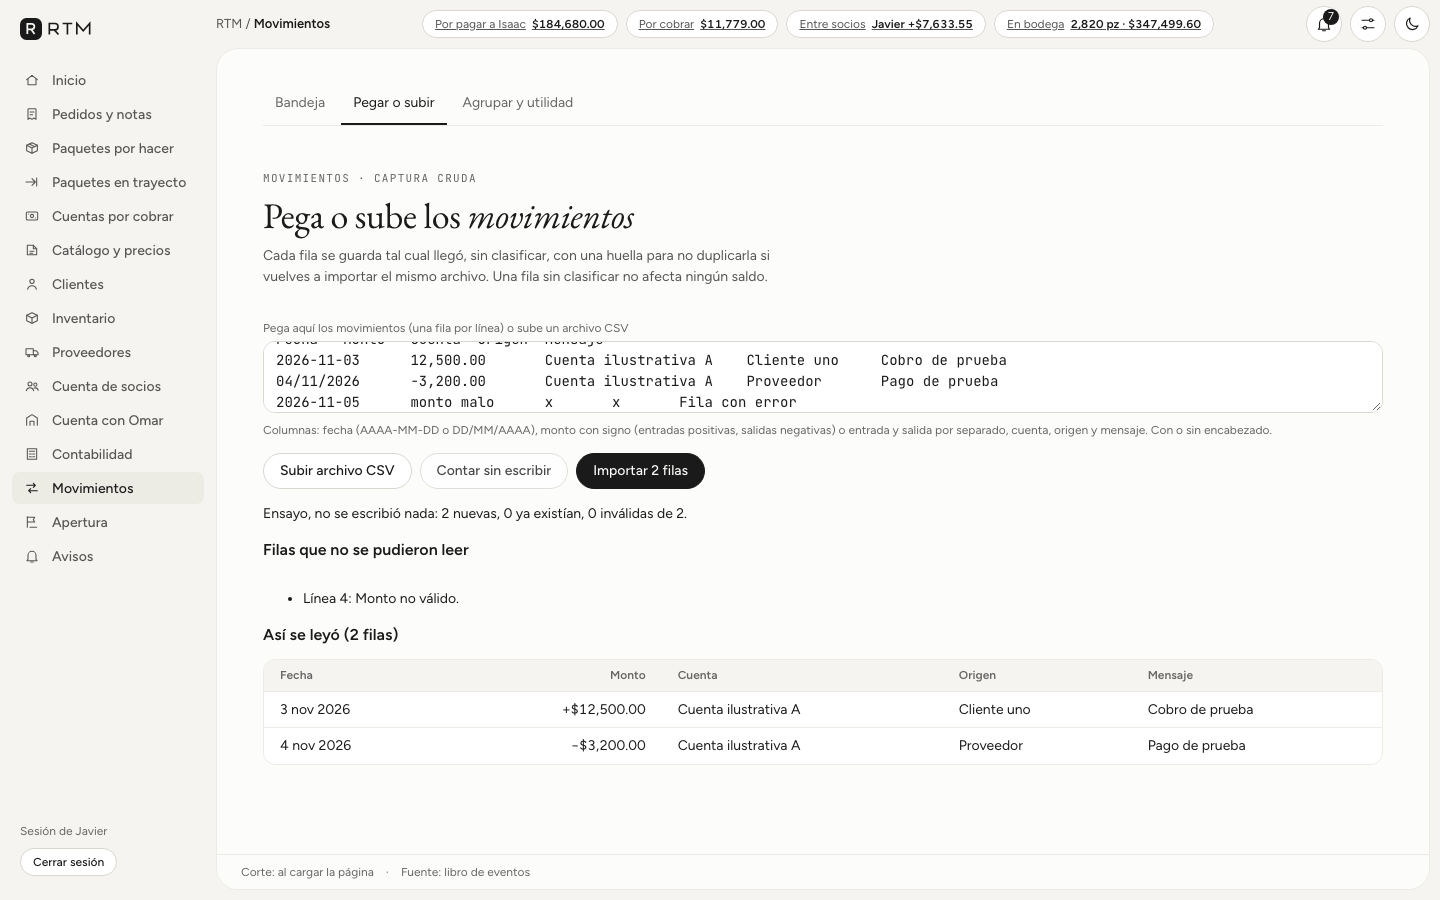 R RTM
RTM / Movimientos
Por pagar a Isaac $184,680.00
Por cobrar $11,779.00
Entre socios Javier +$7,633.55
En bodega 2,820 pz · $347,499.60
7
Inicio
Pedidos y notas
Paquetes por hacer
Paquetes en trayecto
Cuentas por cobrar
Catálogo y precios
Clientes
Inventario
Proveedores
Cuenta de socios
Cuenta con Omar
Contabilidad
Movimientos
Apertura
Avisos
Sesión de Javier
Cerrar sesión
Bandeja Pegar o subir Agrupar y utilidad
MOVIMIENTOS · CAPTURA CRUDA
Pega o sube los movimientos
Cada fila se guarda tal cual llegó, sin clasificar, con una huella para no duplicarla si
vuelves a importar el mismo archivo. Una fila sin clasificar no afecta ningún saldo.
Pega aquí los movimientos (una fila por línea) o sube un archivo CSV
Fecha Monto Cuenta Origen Mensaje
2026-11-03 12,500.00 Cuenta ilustrativa A Cliente uno Cobro de prueba
04/11/2026 -3,200.00 Cuenta ilustrativa A Proveedor Pago de prueba
2026-11-05 monto malo x x Fila con error
Columnas: fecha (AAAA-MM-DD o DD/MM/AAAA), monto con signo (entradas positivas, salidas negativas) o entrada y salida por separado, cuenta, origen y mensaje. Con o sin encabezado.
Subir archivo CSV Contar sin escribir Importar 2 filas
Ensayo, no se escribió nada: 2 nuevas, 0 ya existían, 0 inválidas de 2.
Filas que no se pudieron leer
• Línea 4: Monto no válido.
Así se leyó (2 filas)
Fecha Monto Cuenta Origen Mensaje
3 nov 2026 +$12,500.00 Cuenta ilustrativa A Cliente uno Cobro de prueba
4 nov 2026 −$3,200.00 Cuenta ilustrativa A Proveedor Pago de prueba
Corte: al cargar la página · Fuente: libro de eventos